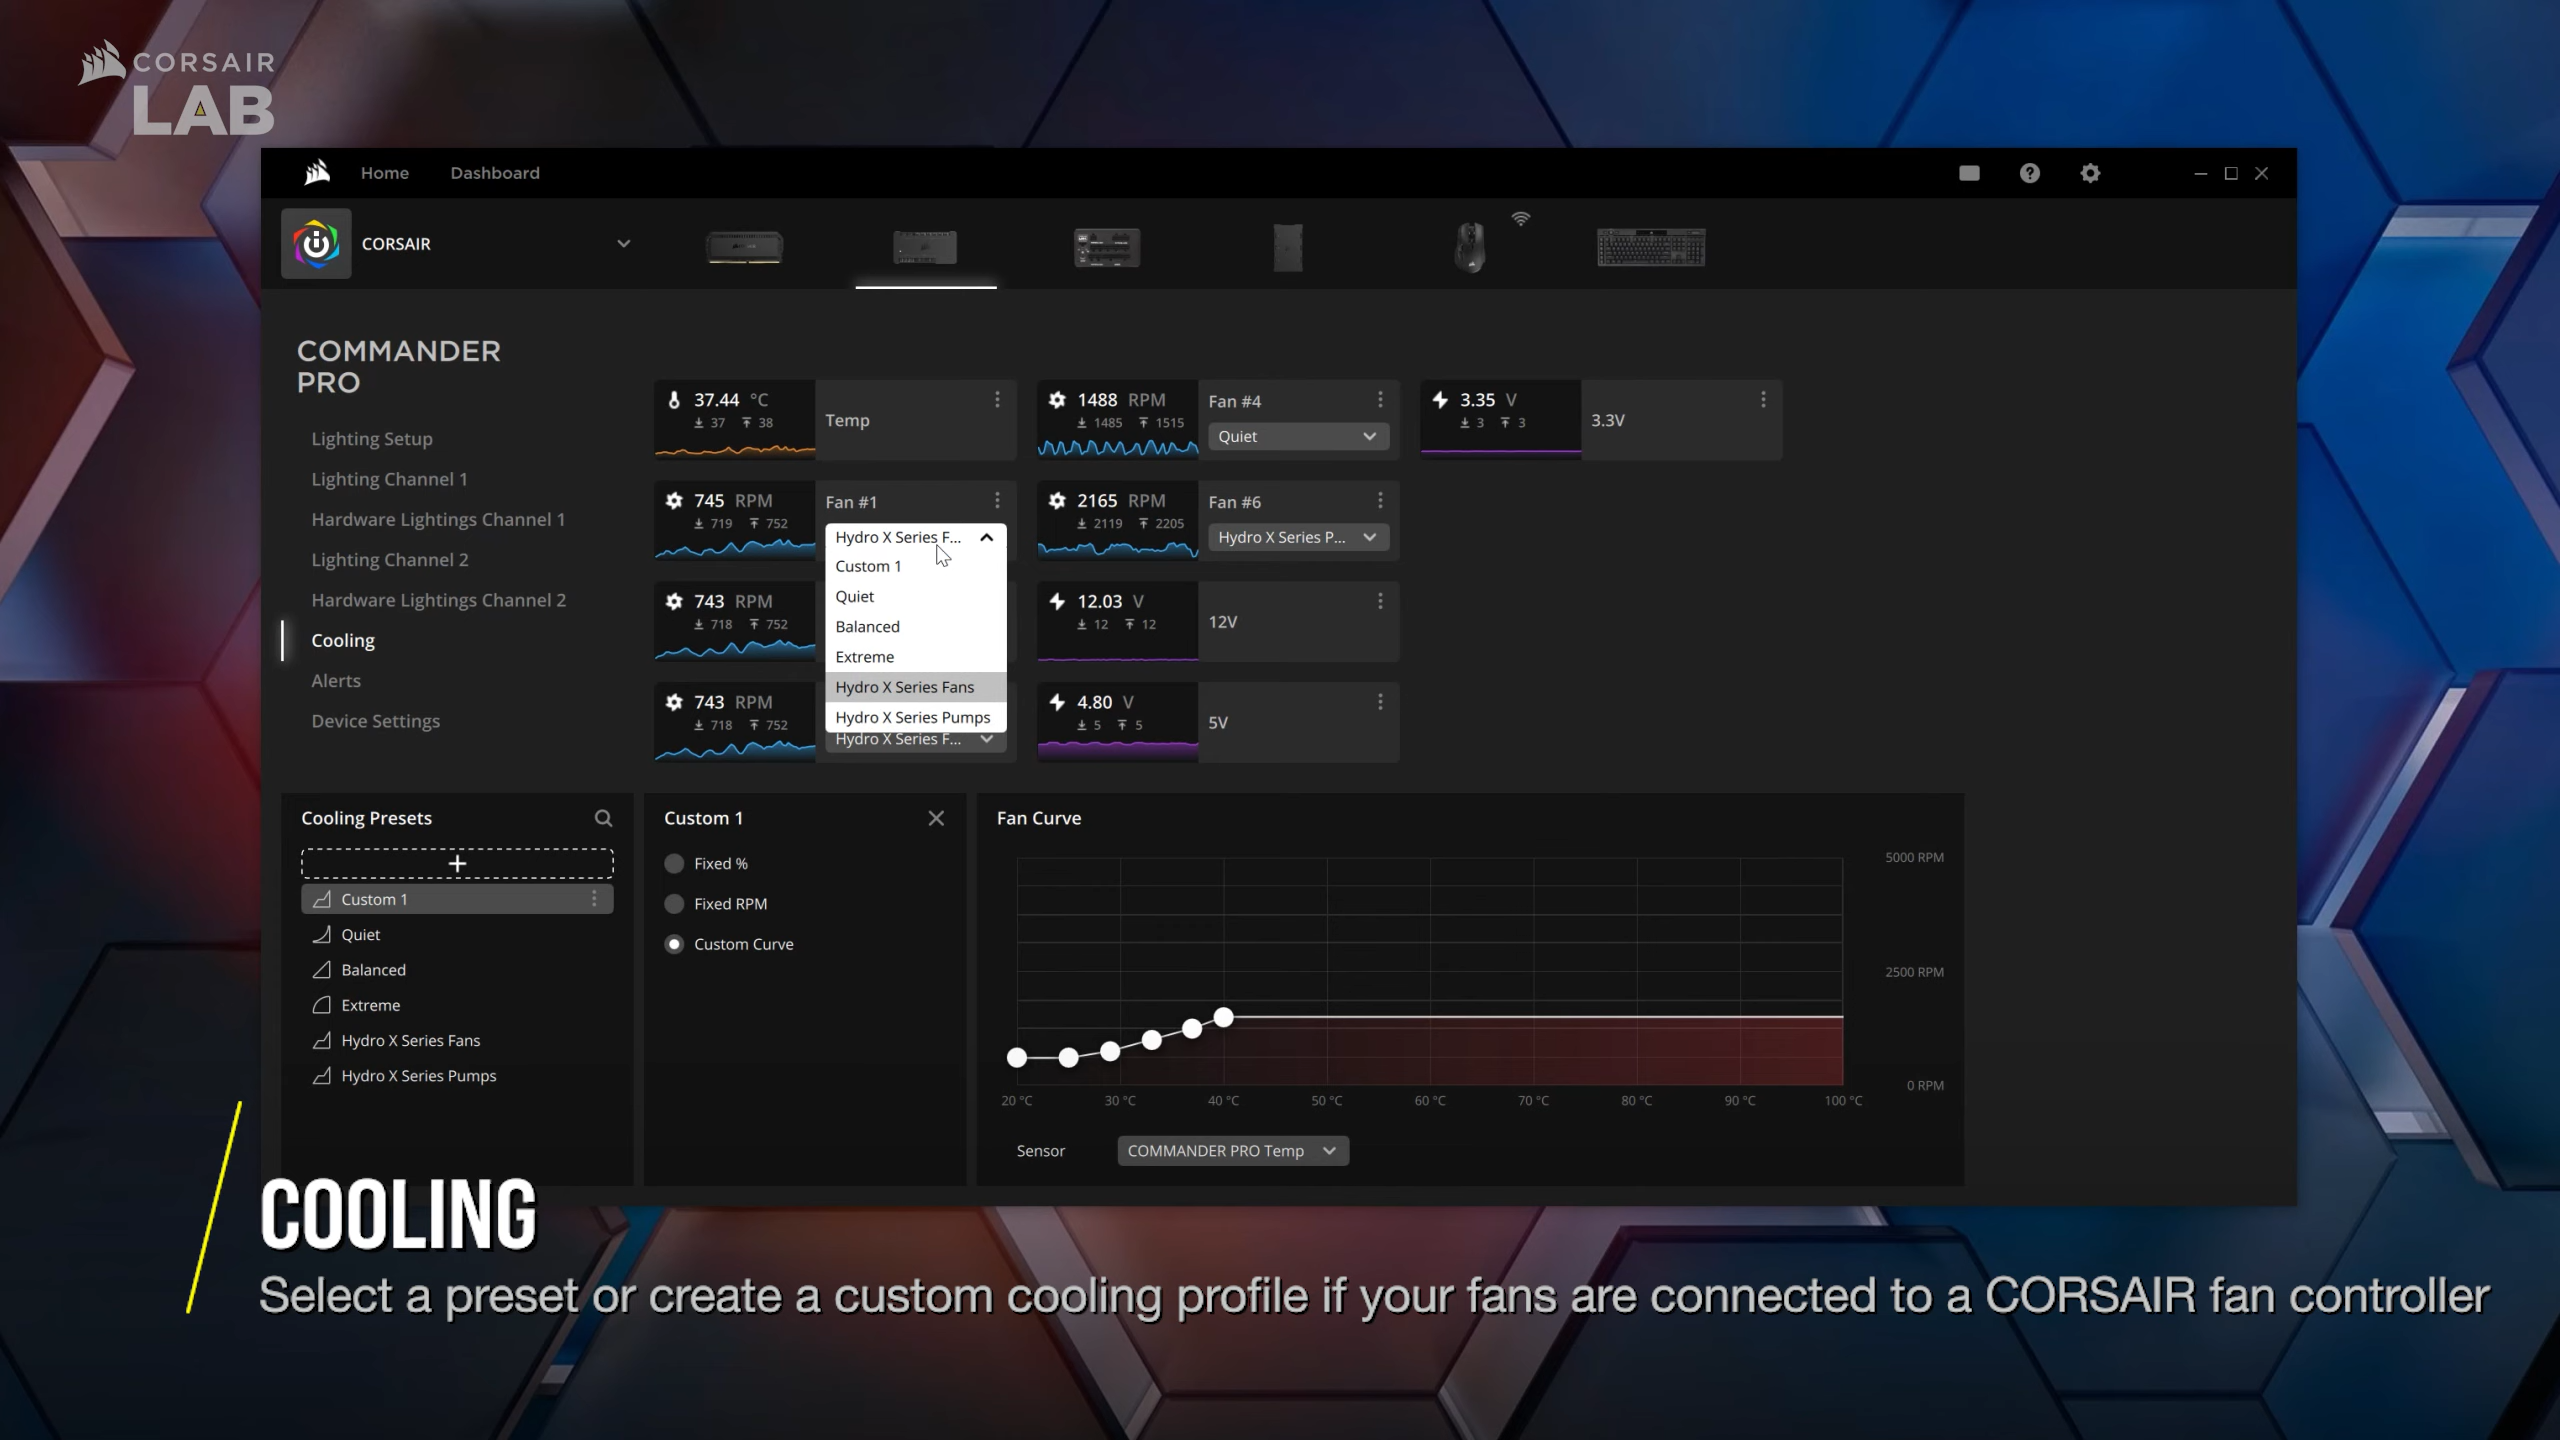 CORSAIR
LAB
Home
Dashboard
CORSAIR
COMMANDER
PRO
Lighting Setup
Lighting Channel 1
Hardware Lightings Channel 1
Lighting Channel 2
Hardware Lightings Channel 2
Cooling
Alerts
Device Settings
37.44 °C
37 38
Temp
745 RPM
719 752
Fan #1
Hydro X Series F...
Custom 1
Quiet
Balanced
Extreme
Hydro X Series Fans
Hydro X Series Pumps
743 RPM
718 752
743 RPM
718 752
Hydro X Series F...
1488 RPM
1485 1515
Fan #4
Quiet
2165 RPM
2119 2205
Fan #6
Hydro X Series P...
12.03 V
12 12
12V
4.80 V
5 5
5V
3.35 V
3 3
3.3V
Cooling Presets
Custom 1
Quiet
Balanced
Extreme
Hydro X Series Fans
Hydro X Series Pumps
Custom 1
Fixed %
Fixed RPM
Custom Curve
Fan Curve
5000 RPM
2500 RPM
0 RPM
20 °C 30 °C 40 °C 50 °C 60 °C 70 °C 80 °C 90 °C 100 °C
Sensor
COMMANDER PRO Temp
COOLING
Select a preset or create a custom cooling profile if your fans are connected to a CORSAIR fan controller